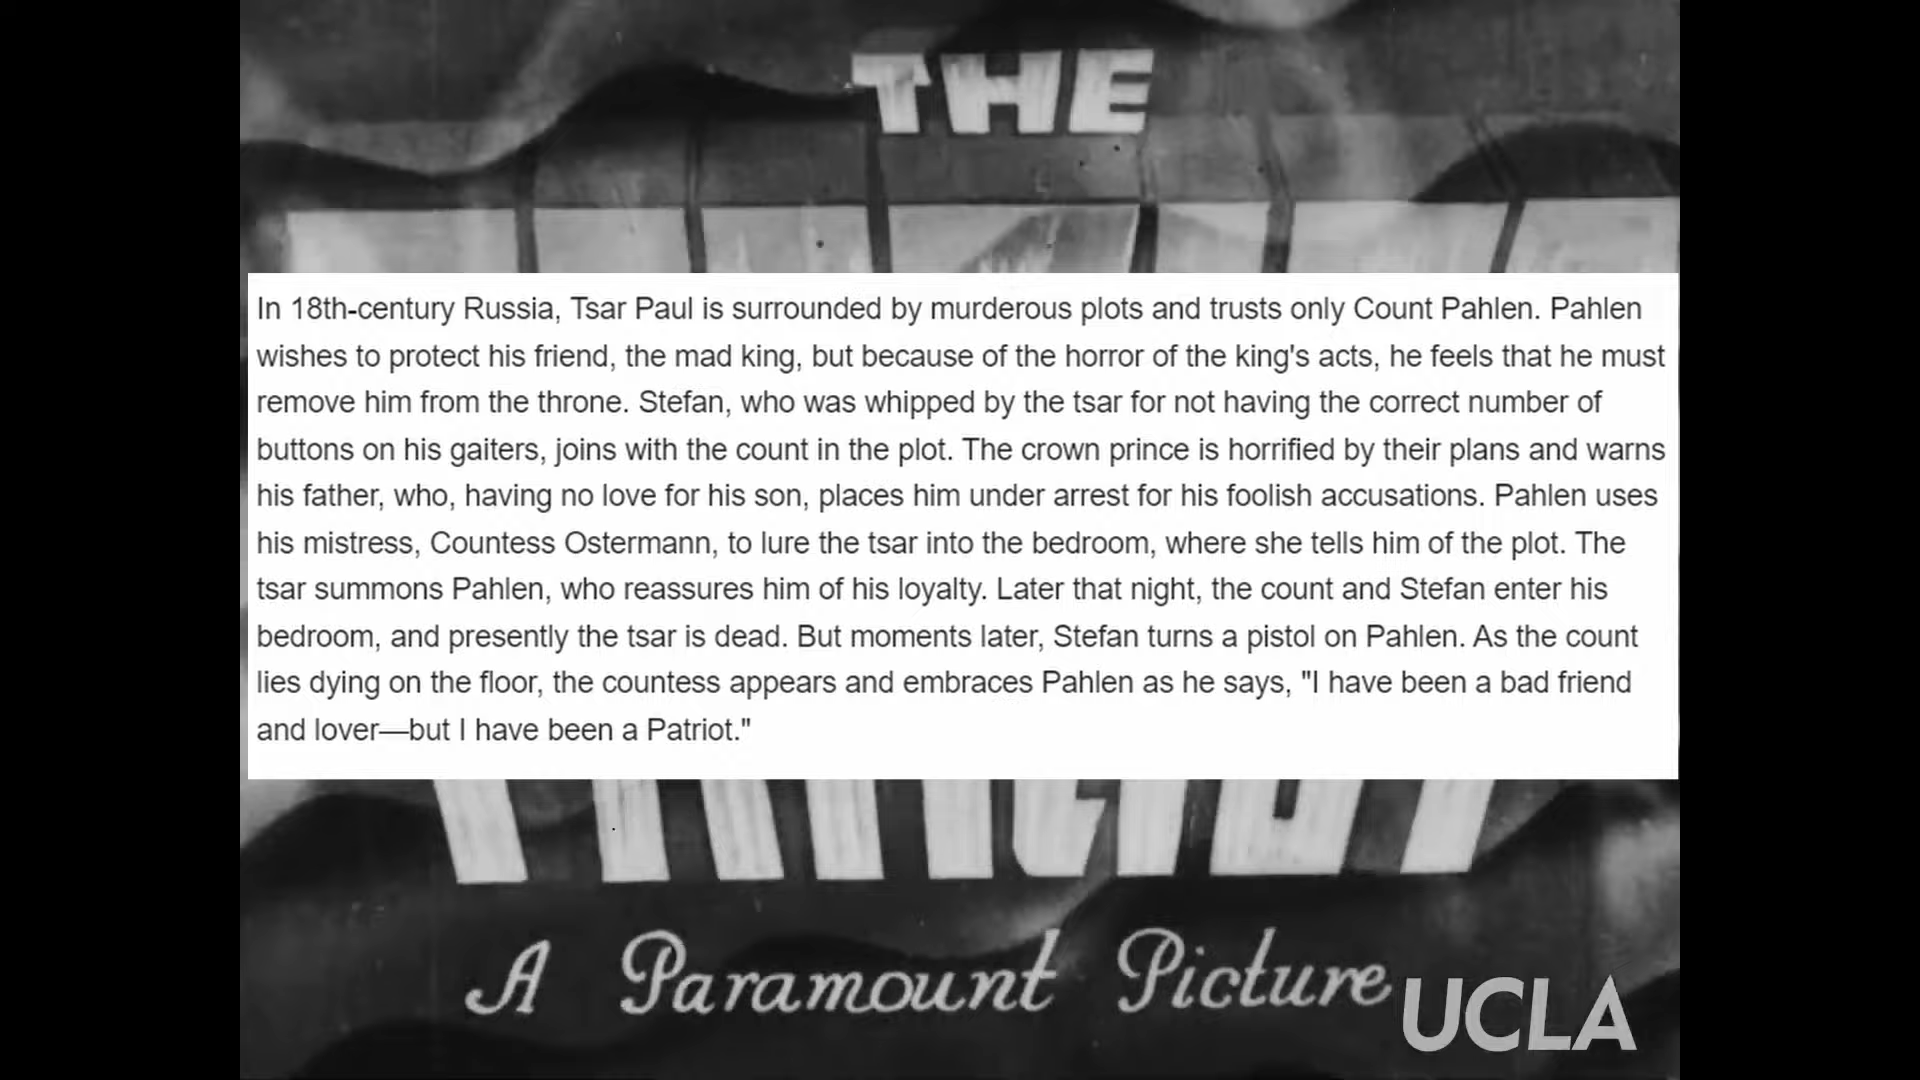 THE
In 18th-century Russia, Tsar Paul is surrounded by murderous plots and trusts only Count Pahlen. Pahlen
wishes to protect his friend, the mad king, but because of the horror of the king's acts, he feels that he must
remove him from the throne. Stefan, who was whipped by the tsar for not having the correct number of
buttons on his gaiters, joins with the count in the plot. The crown prince is horrified by their plans and warns
his father, who, having no love for his son, places him under arrest for his foolish accusations. Pahlen uses
his mistress, Countess Ostermann, to lure the tsar into the bedroom, where she tells him of the plot. The
tsar summons Pahlen, who reassures him of his loyalty. Later that night, the count and Stefan enter his
bedroom, and presently the tsar is dead. But moments later, Stefan turns a pistol on Pahlen. As the count
lies dying on the floor, the countess appears and embraces Pahlen as he says, "I have been a bad friend
and lover—but I have been a Patriot."
A Paramount Picture
UCLA